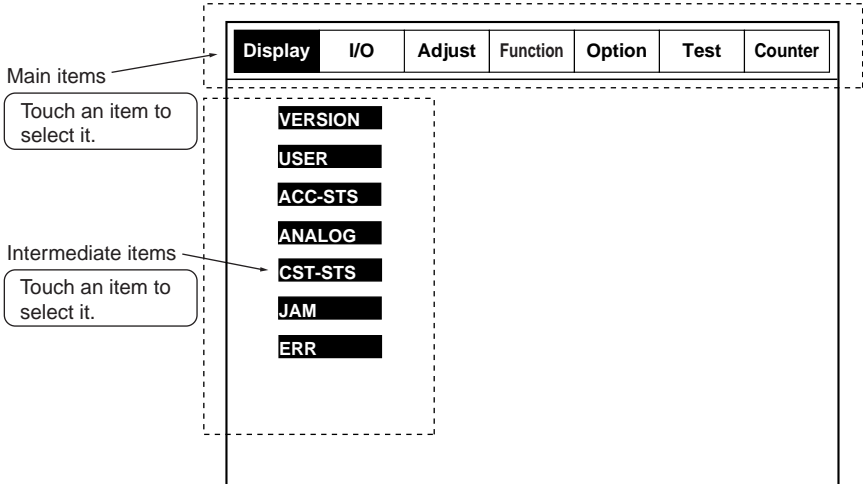 Display I/O Adjust Function Option Test Counter
Main items
Touch an item to
select it.
VERSION
USER
ACC-STS
ANALOG
Intermediate items
CST-STS
Touch an item to
select it.
JAM
ERR